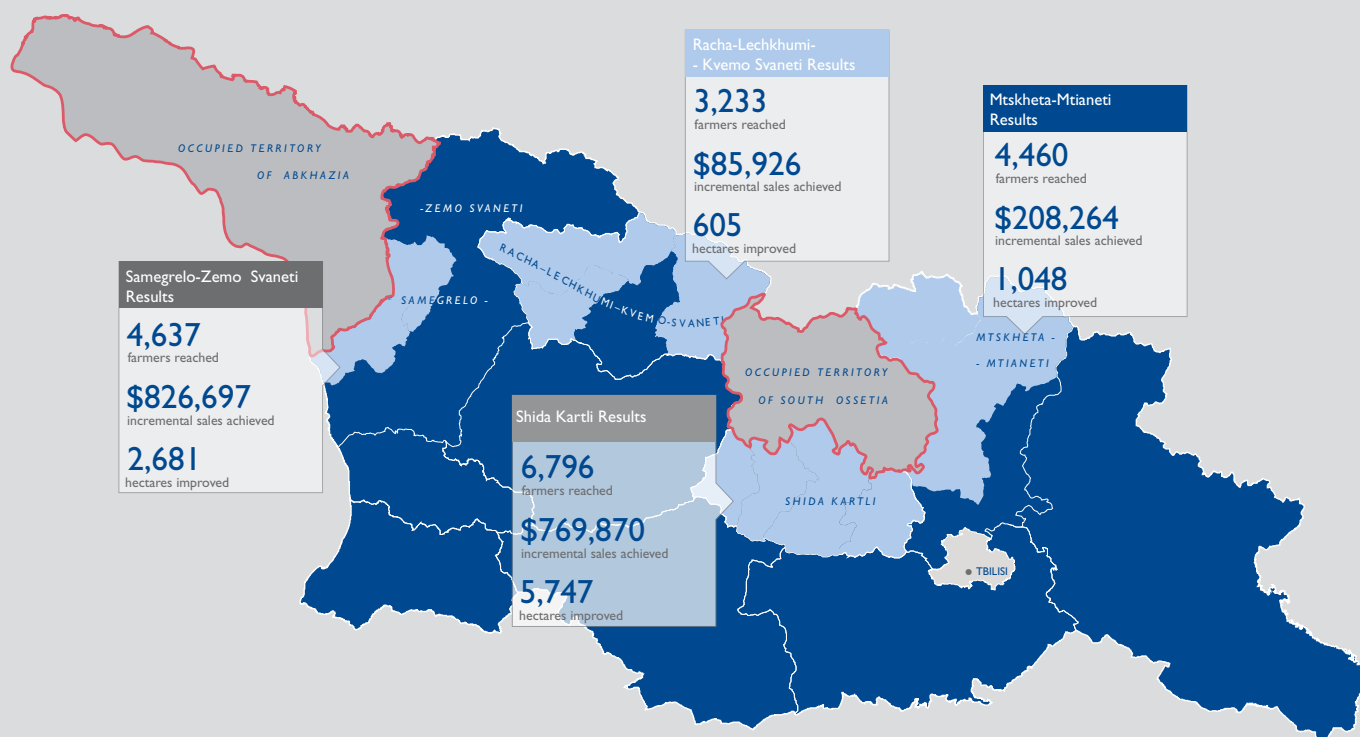 Racha-Lechkhumi-
- Kvemo Svaneti Results
3,233
farmers reached
$85,926
incremental sales achieved
605
hectares improved
Mtskheta-Mtianeti
Results
4,460
farmers reached
$208,264
incremental sales achieved
1,048
hectares improved
OCCUPIED TERRITORY
OF ABKHAZIA
-ZEMO SVANETI
RACHA-LECHKHUMI-KVEMO-SVANETI
SAMEGRELO -
Samegrelo-Zemo Svaneti
Results
4,637
farmers reached
$826,697
incremental sales achieved
2,681
hectares improved
MTSKHETA -
- MTIANETI
OCCUPIED TERRITORY
OF SOUTH OSSETIA
Shida Kartli Results
6,796
farmers reached
$769,870
incremental sales achieved
5,747
hectares improved
SHIDA KARTLI
TBILISI